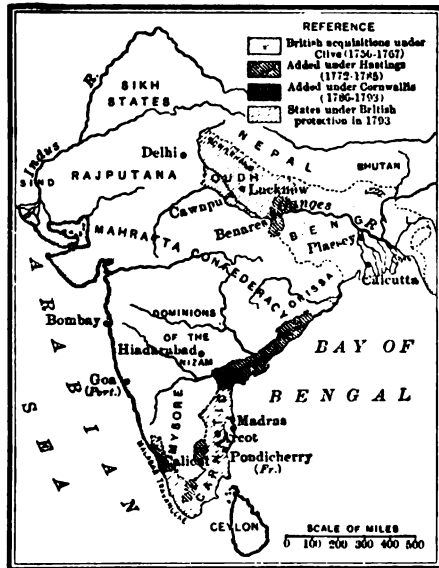 REFERENCE
British acquisitions under
Clive (1756-1767)
Added under Hastings
(1772-1785)
Added under Cornwallis
(1786-1793)
States under British
protection in 1793
SIKH
STATES
R.
Indus
SIND
Delhi
RAJPUTANA
NEPAL
BHUTAN
OUDH
Lucknow
Cawnpur
Ganges
Benares
BENGAL
Plassey
Calcutta
MAHRATTA CONFEDERACY
ORISSA
Bombay
DOMINIONS
OF THE
NIZAM
Hiadarubad
Goa
(Port.)
ARABIAN
SEA
BAY OF
BENGAL
MYSORE
CARNATIC
Madras
Arcot
Pondicherry
(Fr.)
Calicut
MALABAR
TRAVANCORE
CEYLON
SCALE OF MILES
0 100 200 300 400 500